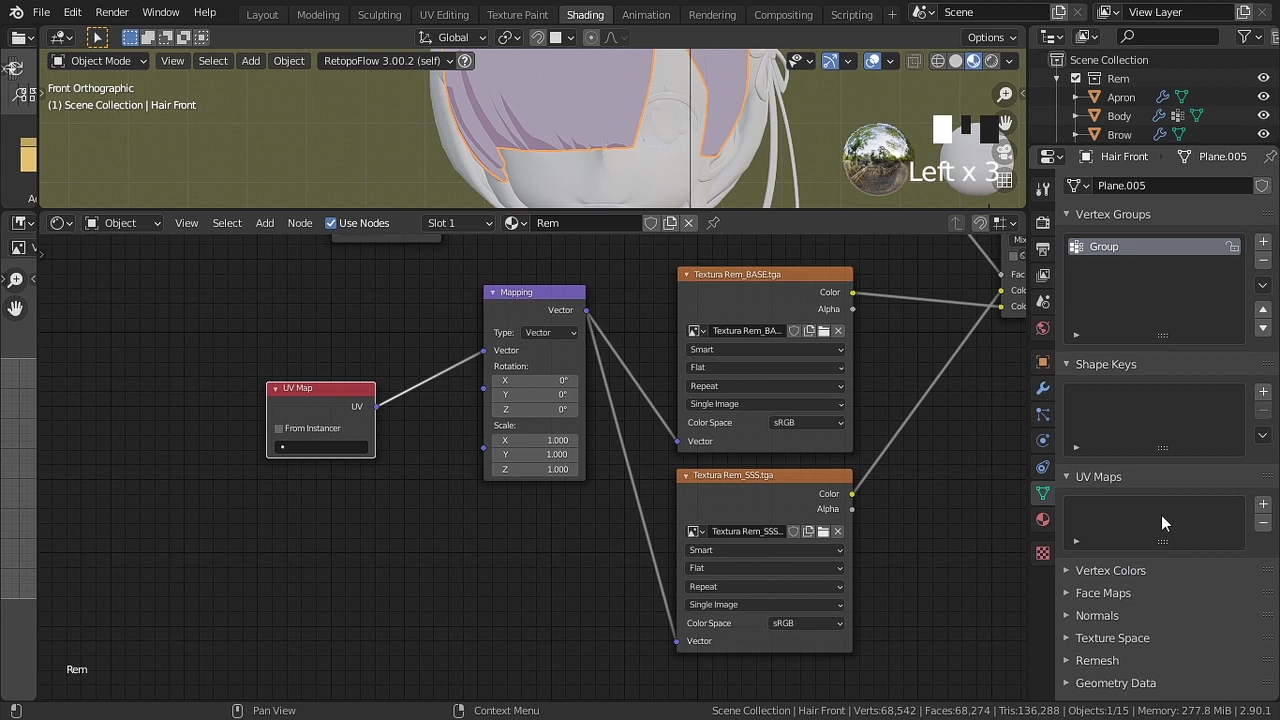 File Edit Render Window Help
Layout Modeling Sculpting UV Editing Texture Paint Shading Animation Rendering Compositing Scripting +
Scene
View Layer
Global
Options
Object Mode View Select Add Object RetopoFlow 3.00.2 (self)
Front Orthographic
(1) Scene Collection | Hair Front
Left x 3
Scene Collection
Rem
Apron
Body
Brow
Hair Front
Plane.005
Plane.005
Object View Select Add Node Use Nodes Slot 1 Rem
Vertex Groups
Group
Shape Keys
UV Maps
Vertex Colors
Face Maps
Normals
Texture Space
Remesh
Geometry Data
UV Map
UV
From Instancer
Mapping
Vector
Type: Vector
Vector
Rotation:
X 0°
Y 0°
Z 0°
Scale:
X 1.000
Y 1.000
Z 1.000
Textura Rem_BASE.tga
Color
Alpha
Textura Rem_BA...
Smart
Flat
Repeat
Single Image
Color Space sRGB
Vector
Textura Rem_SSS.tga
Color
Alpha
Textura Rem_SSS...
Smart
Flat
Repeat
Single Image
Color Space sRGB
Vector
Mix
Fac
Colo
Colo
Rem
Pan View
Context Menu
Scene Collection | Hair Front | Verts:68,542 | Faces:68,274 | Tris:136,288 | Objects:1/15 | Memory: 277.8 MiB | 2.90.1